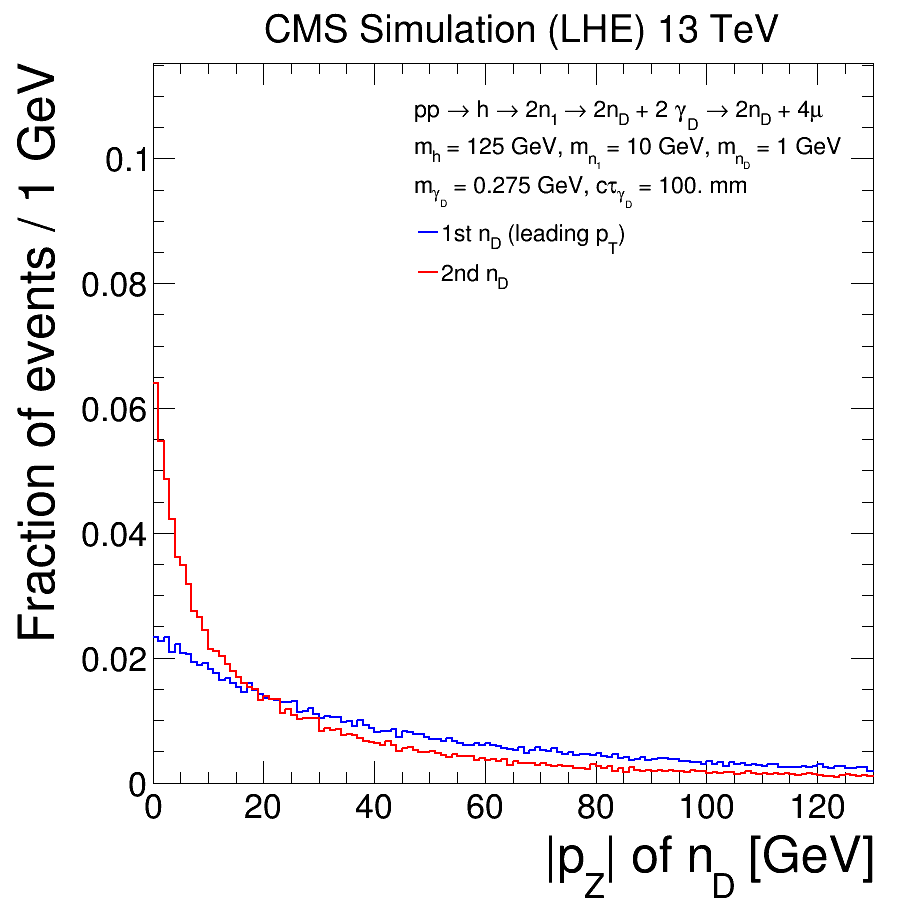 CMS Simulation (LHE) 13 TeV
Fraction of events / 1 GeV
pp → h → 2n1 → 2nD + 2 γD → 2nD + 4μ
mh = 125 GeV, mn1 = 10 GeV, mnD = 1 GeV
mγD = 0.275 GeV, cτγD = 100. mm
1st nD (leading pT)
2nd nD
0.1
0.08
0.06
0.04
0.02
0
0 20 40 60 80 100 120
|pZ| of nD [GeV]